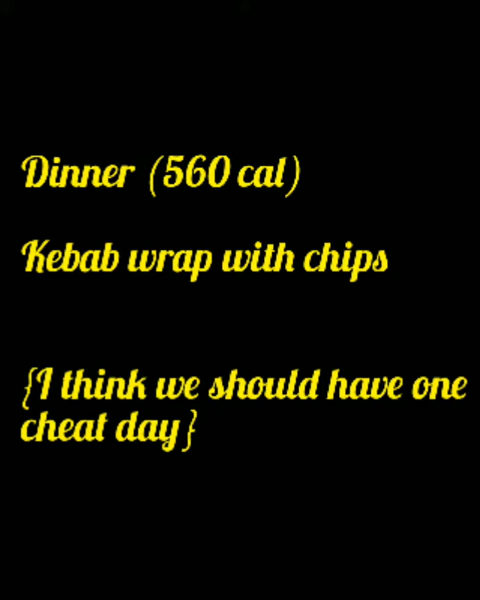 Dinner (560 cal)
Kebab wrap with chips
{I think we should have one
cheat day}